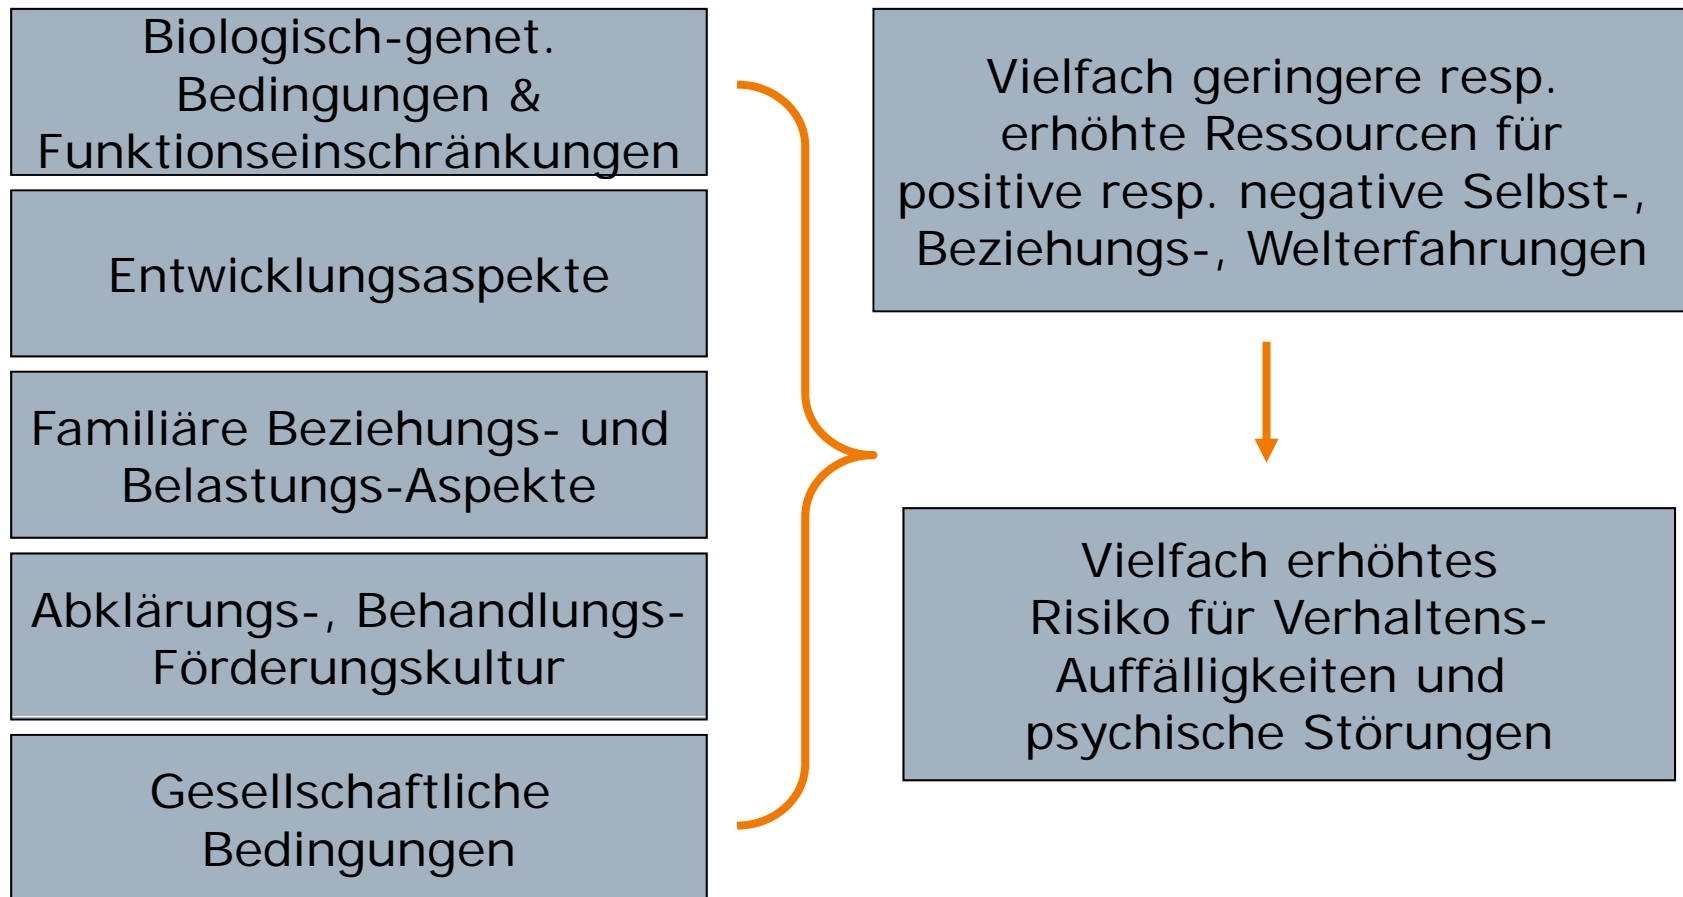 Biologisch-genet.
Bedingungen &
Funktionseinschränkungen
Entwicklungsaspekte
Familiäre Beziehungs- und
Belastungs-Aspekte
Abklärungs-, Behandlungs-
Förderungskultur
Gesellschaftliche
Bedingungen
Vielfach geringere resp.
erhöhte Ressourcen für
positive resp. negative Selbst-,
Beziehungs-, Welterfahrungen
Vielfach erhöhtes
Risiko für Verhaltens-
Auffälligkeiten und
psychische Störungen